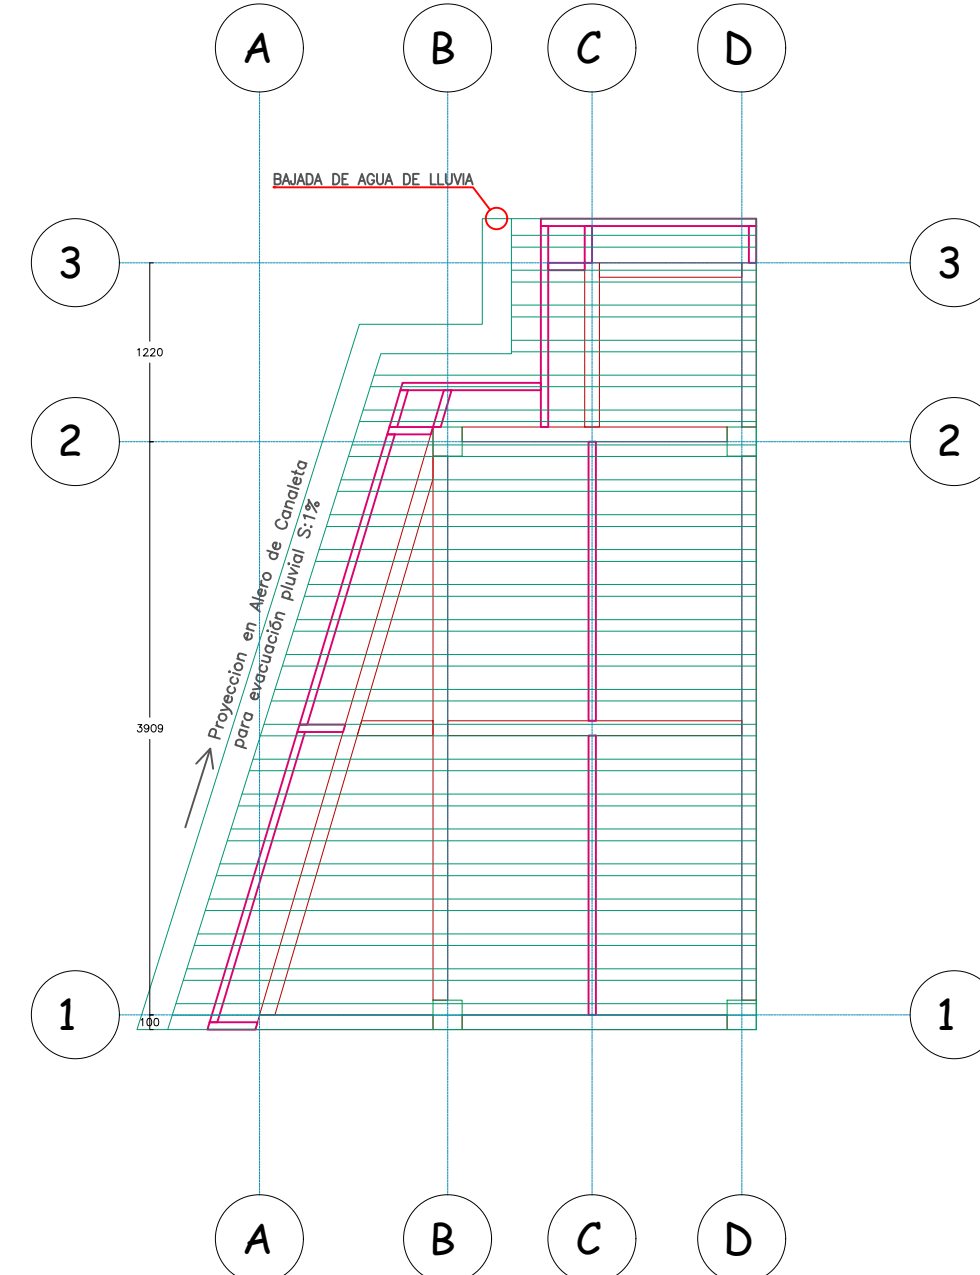 A B C D
BAJADA DE AGUA DE LLUVIA
3 3
1220
2 2
Proyeccion en Alero de Canaleta
para evacuación pluvial S:1%
3909
1 1
100
A B C D